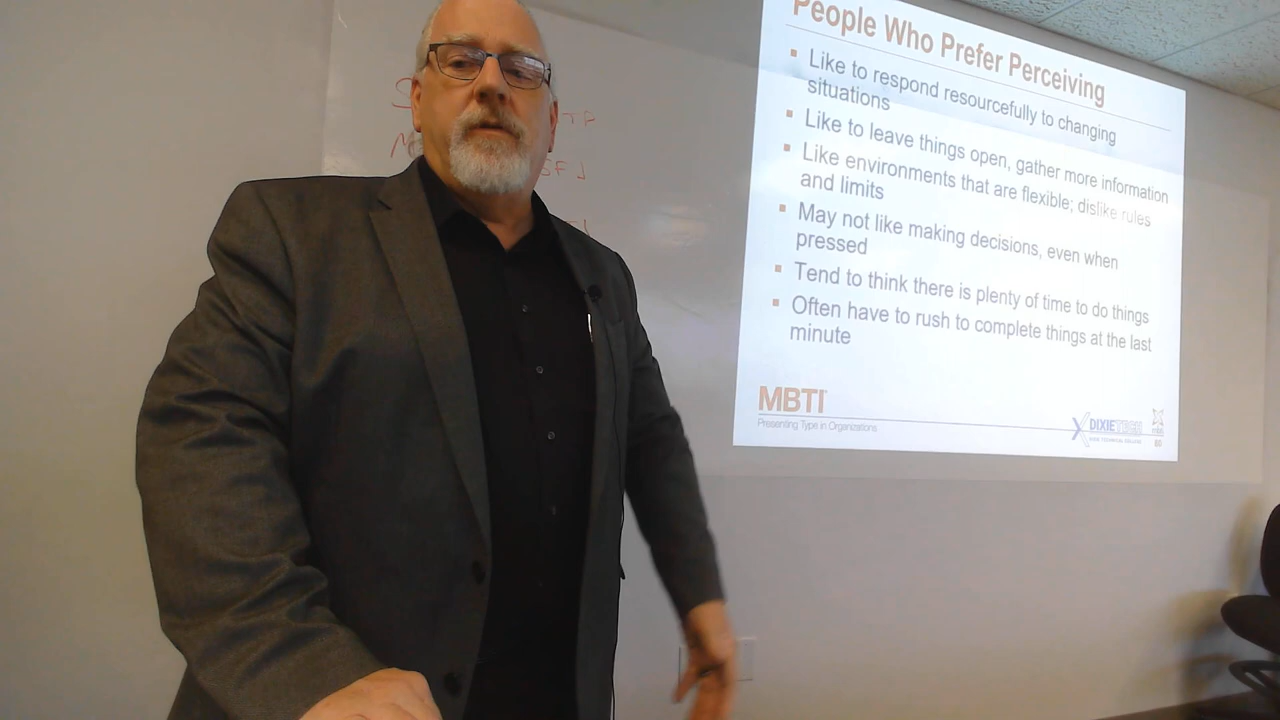 People Who Prefer Perceiving
Like to respond resourcefully to changing
situations
Like to leave things open, gather more information
Like environments that are flexible; dislike rules
and limits
May not like making decisions, even when
pressed
Tend to think there is plenty of time to do things
Often have to rush to complete things at the last
minute
MBTI
Presenting Type in Organizations
DIXIETECH